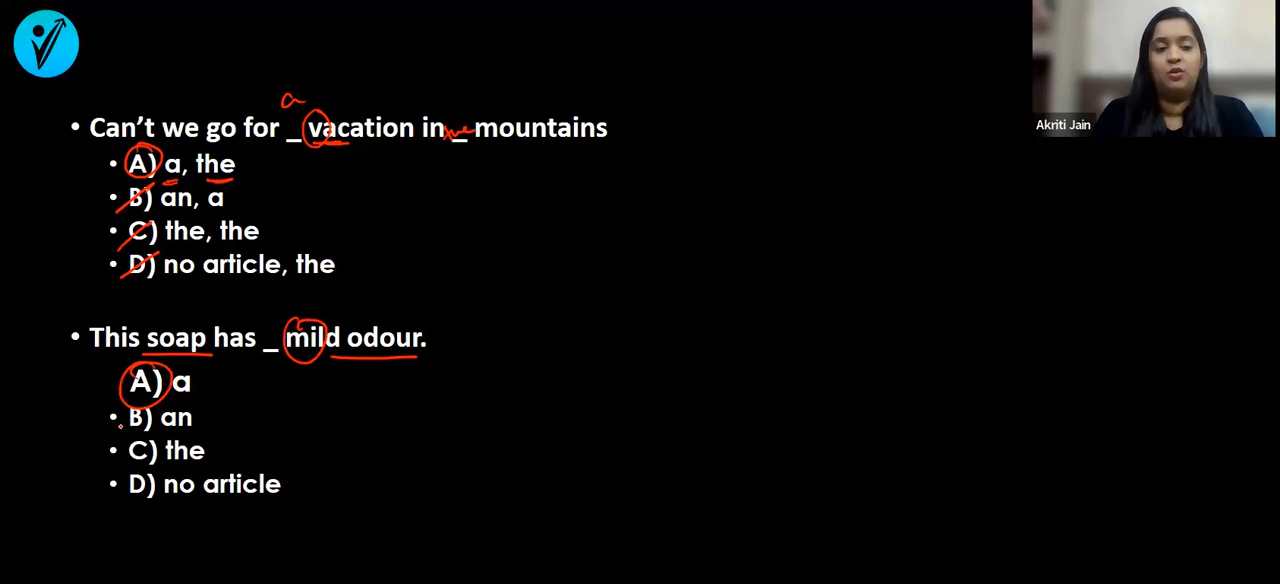 a
• Can't we go for _ vacation in _ mountains
• A) a, the
• B) an, a
• C) the, the
• D) no article, the
• This soap has _ mild odour.
A) a
• B) an
• C) the
• D) no article
Akriti Jain